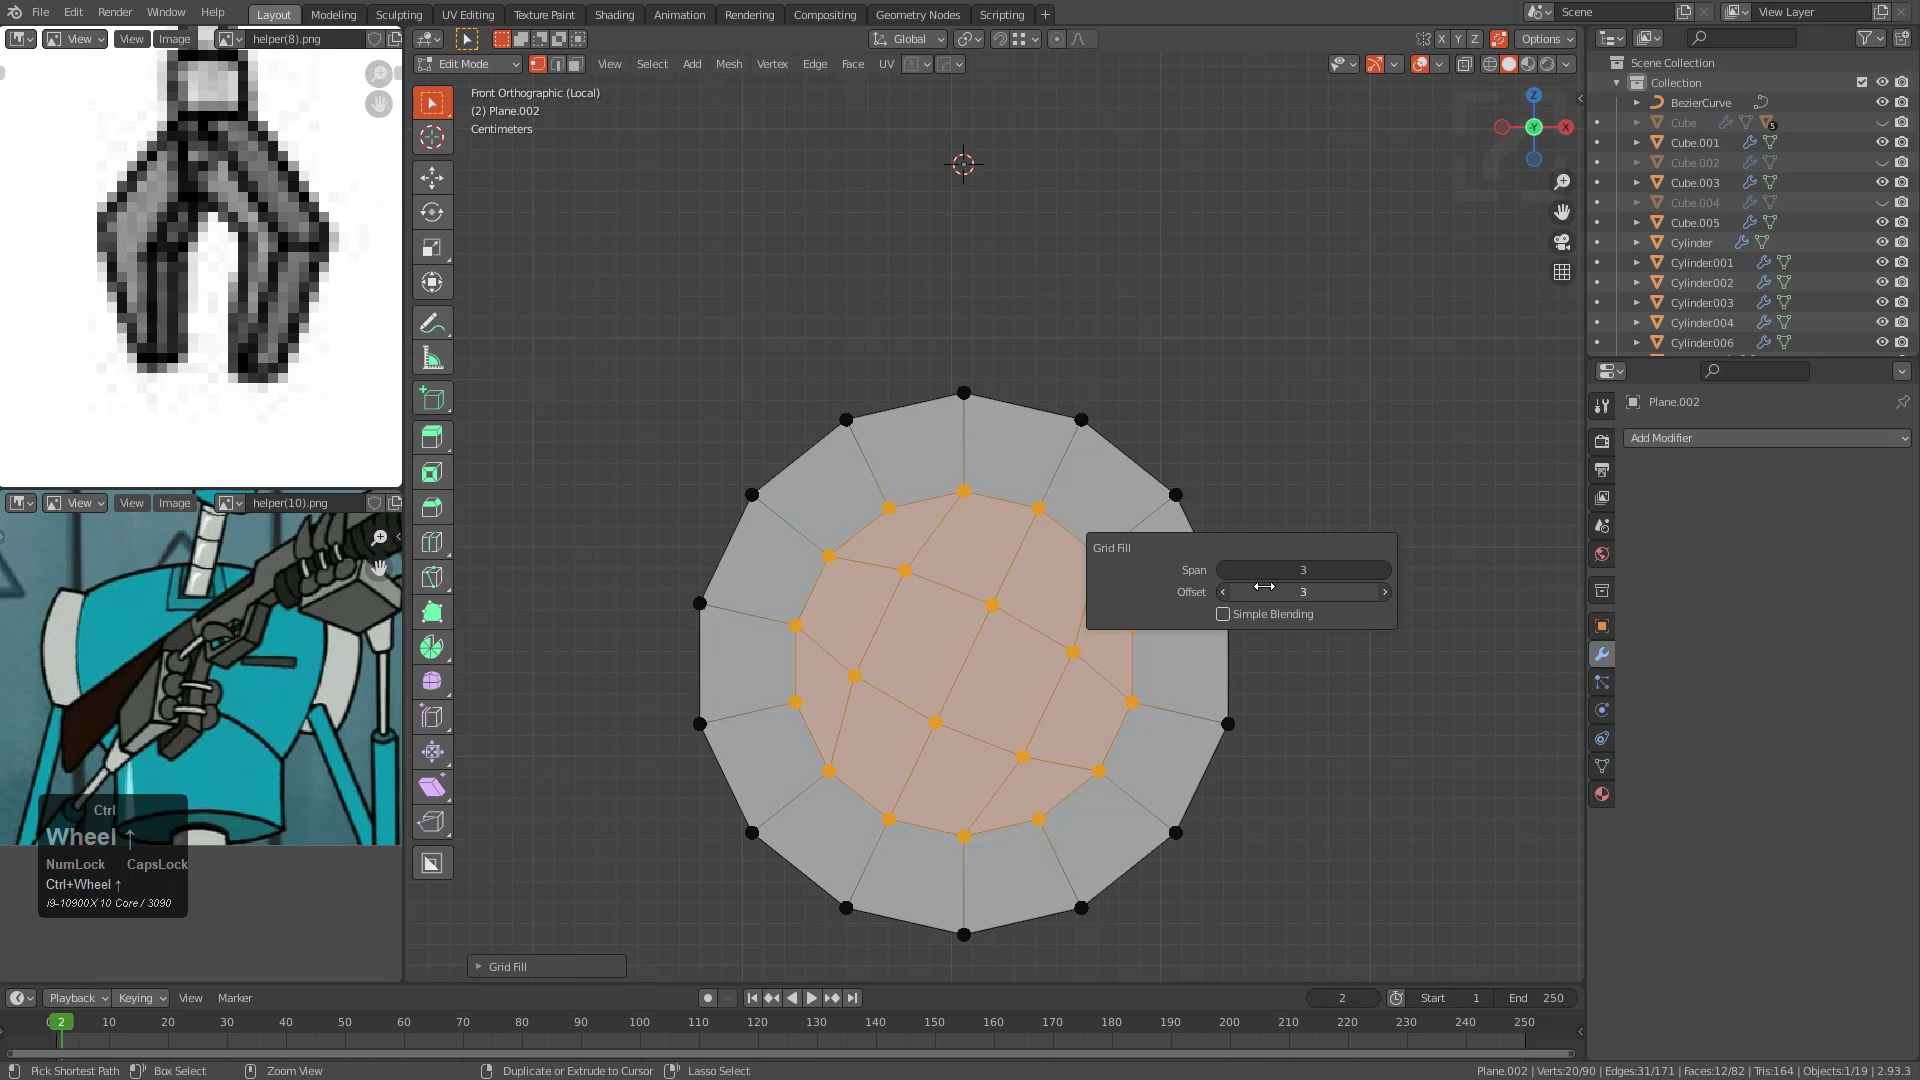 File Edit Render Window Help Layout Modeling Sculpting UV Editing Texture Paint Shading Animation Rendering Compositing Geometry Nodes Scripting + Scene View Layer
View View Image helper(8).png Global X Y Z Options
Edit Mode View Select Add Mesh Vertex Edge Face UV
Front Orthographic (Local)
(2) Plane.002
Centimeters
Z
-Y
X
Scene Collection
Collection
BezierCurve
Cube
5
Cube.001
Cube.002
Cube.003
Cube.004
Cube.005
Cylinder
Cylinder.001
Cylinder.002
Cylinder.003
Cylinder.004
Cylinder.006
Plane.002
Add Modifier
View View Image helper(10).png
Grid Fill
Span 3
Offset 3
Simple Blending
Ctrl
Wheel ↑
NumLock CapsLock
Ctrl+Wheel ↑
i9-10900X 10 Core / 3090
Grid Fill
Playback Keying View Marker 2 Start 1 End 250
2 10 20 30 40 50 60 70 80 90 100 110 120 130 140 150 160 170 180 190 200 210 220 230 240 250
Pick Shortest Path Box Select Zoom View Duplicate or Extrude to Cursor Lasso Select Plane.002 | Verts:20/90 | Edges:31/171 | Faces:12/82 | Tris:164 | Objects:1/19 | 2.93.3